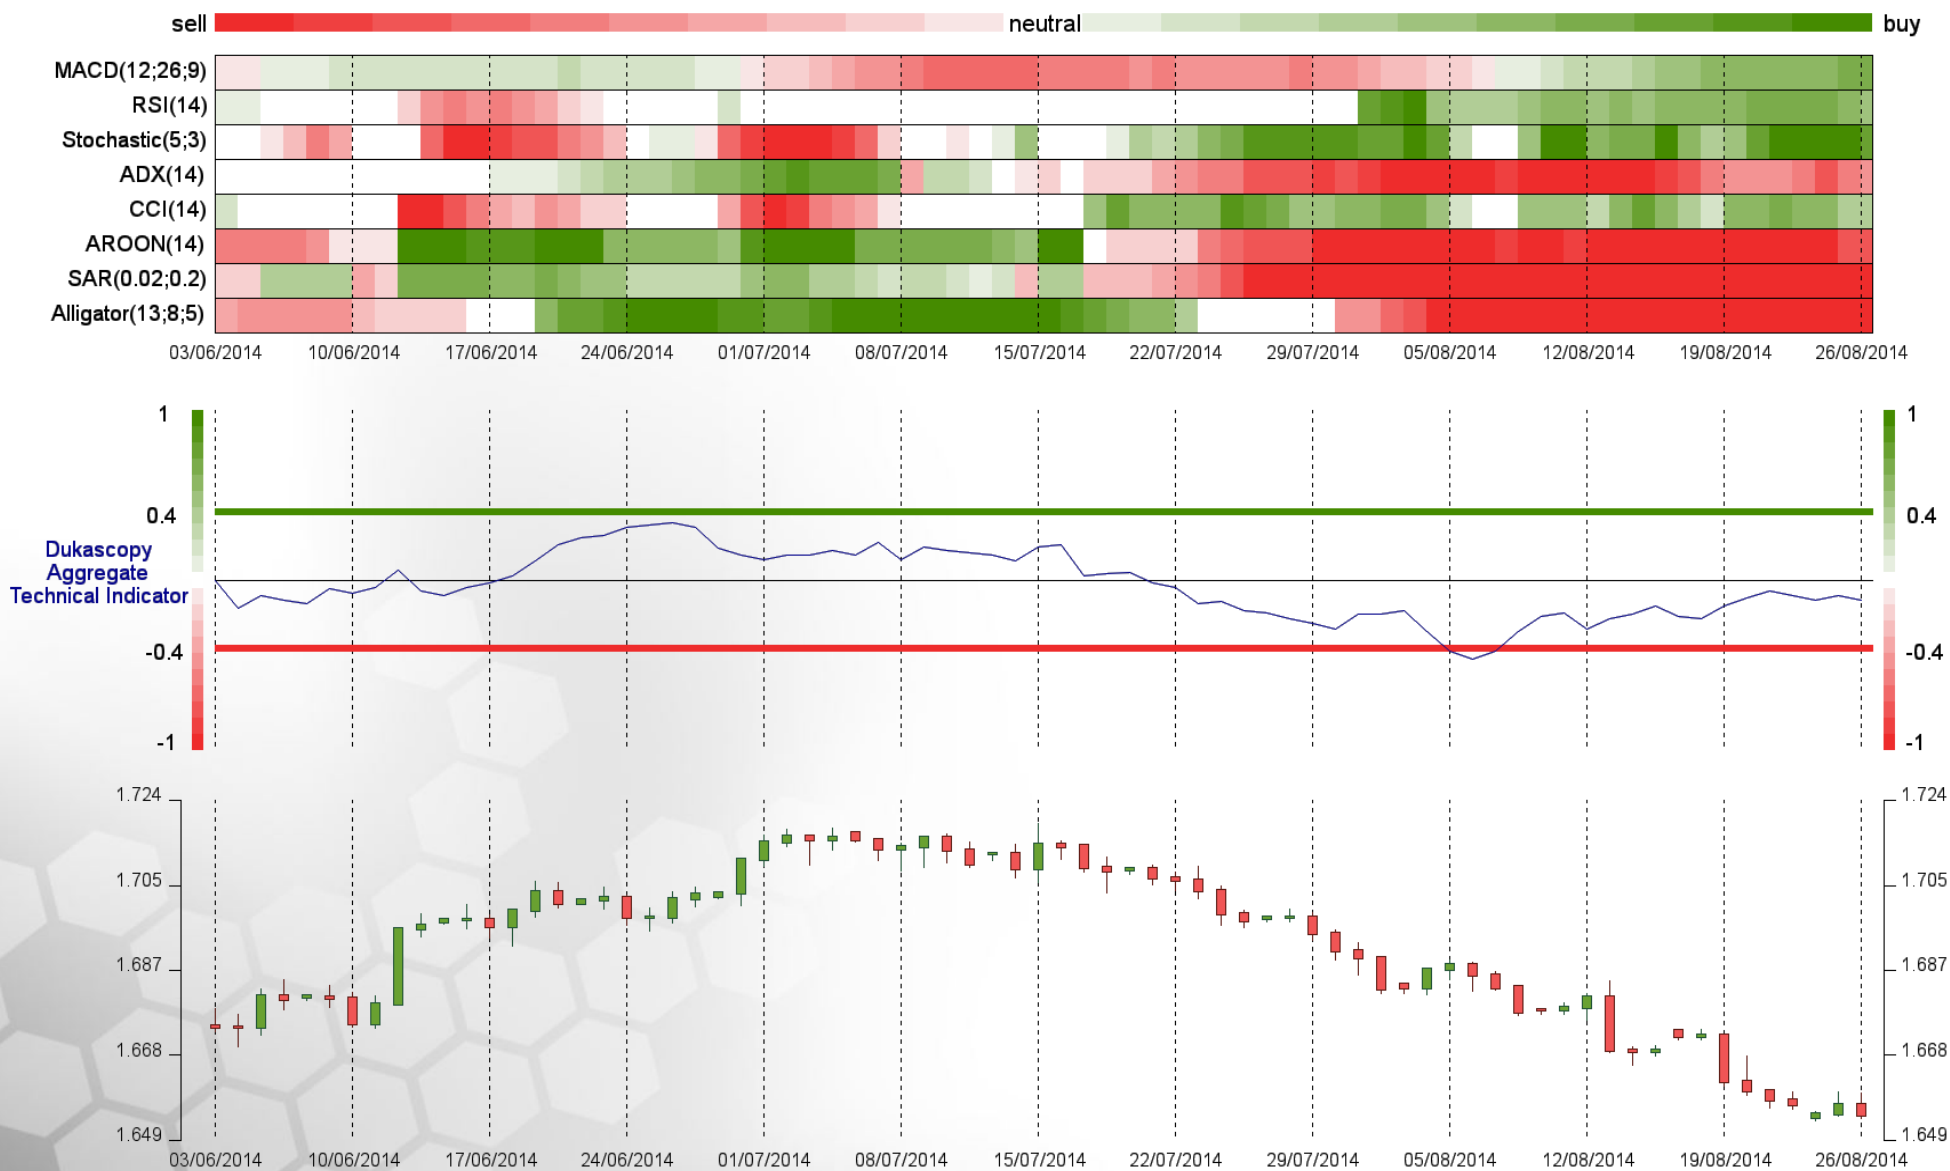 sell neutral buy
MACD(12;26;9)
RSI(14)
Stochastic(5;3)
ADX(14)
CCI(14)
AROON(14)
SAR(0.02;0.2)
Alligator(13;8;5)
03/06/2014 10/06/2014 17/06/2014 24/06/2014 01/07/2014 08/07/2014 15/07/2014 22/07/2014 29/07/2014 05/08/2014 12/08/2014 19/08/2014 26/08/2014
1 1
0.4 0.4
Dukascopy
Aggregate
Technical Indicator
-0.4 -0.4
-1 -1
1.724 1.724
1.705 1.705
1.687 1.687
1.668 1.668
1.649 1.649
03/06/2014 10/06/2014 17/06/2014 24/06/2014 01/07/2014 08/07/2014 15/07/2014 22/07/2014 29/07/2014 05/08/2014 12/08/2014 19/08/2014 26/08/2014